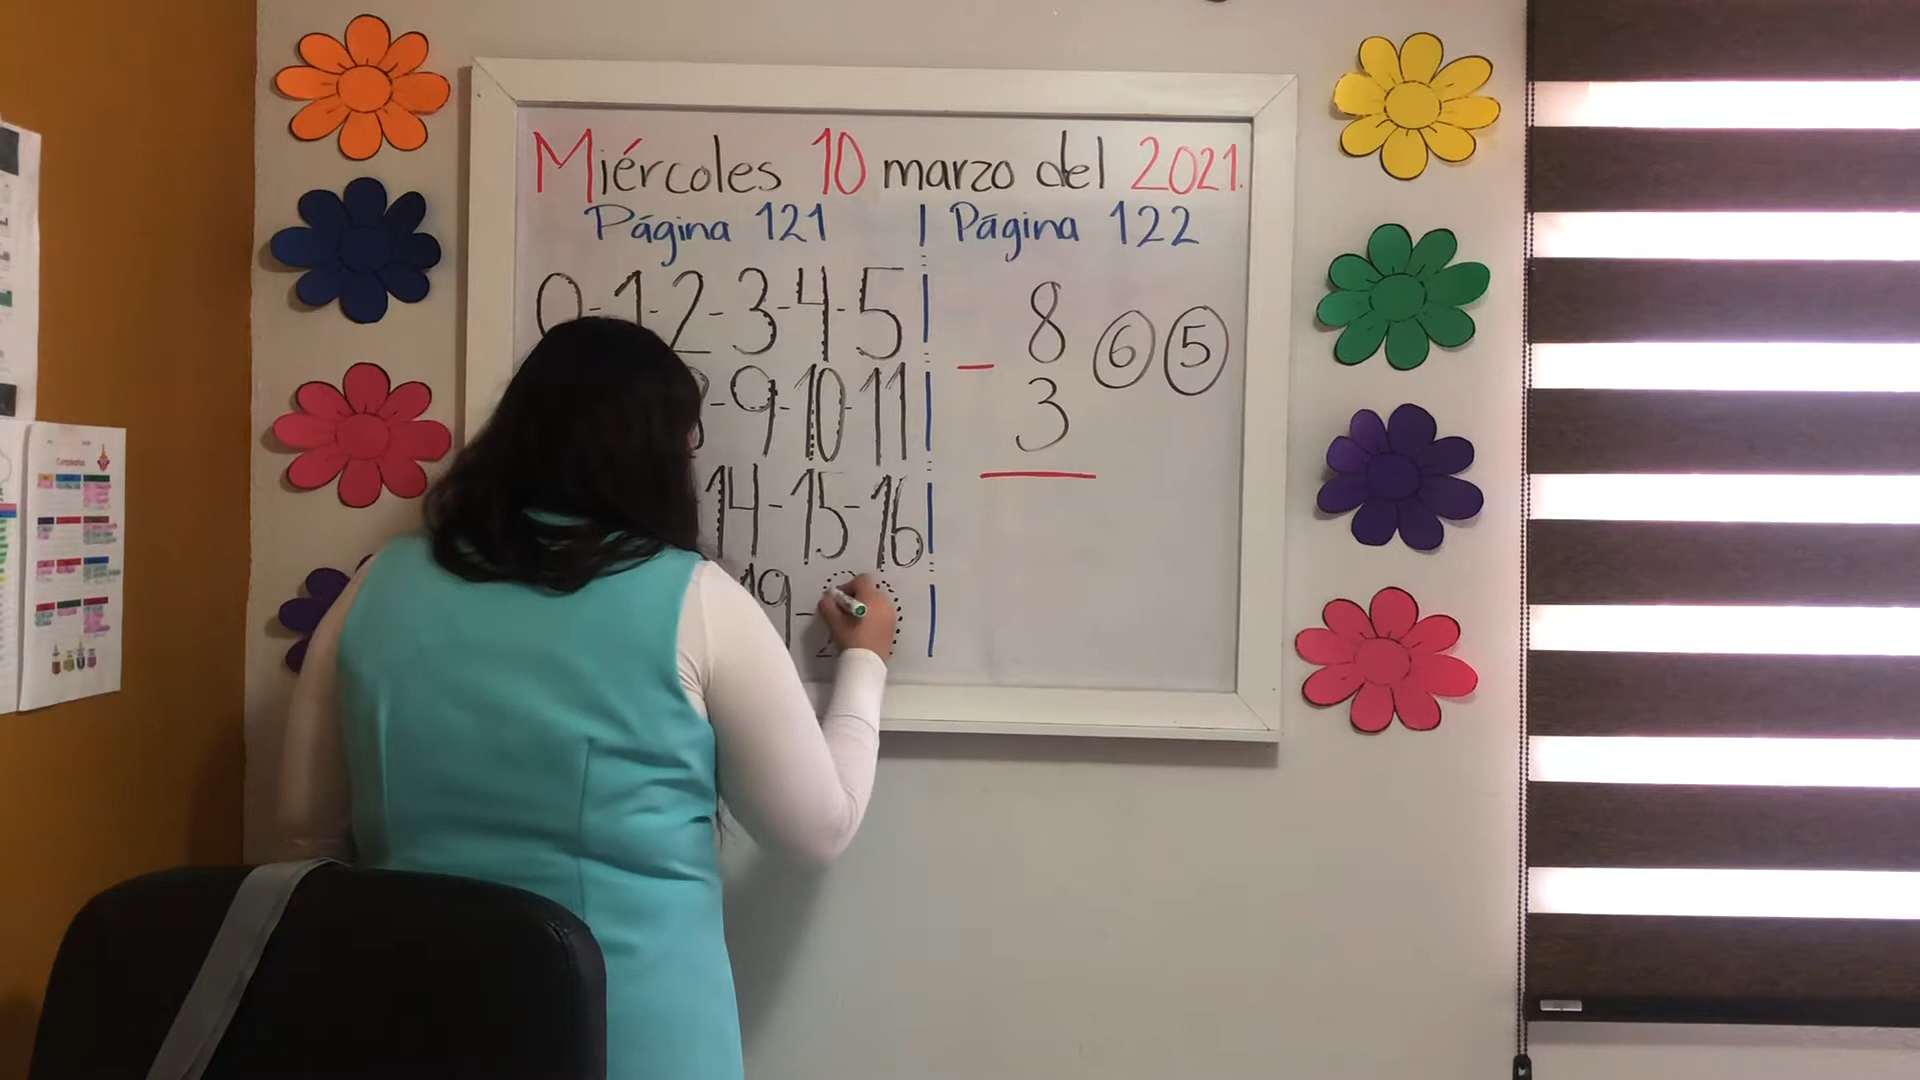 Miércoles 10 marzo del 2021.
Página 121
0-1-2-3-4-5
-9-10-11
14-15-16
19-
Página 122
8
- 3
6 5
Cumpleaños